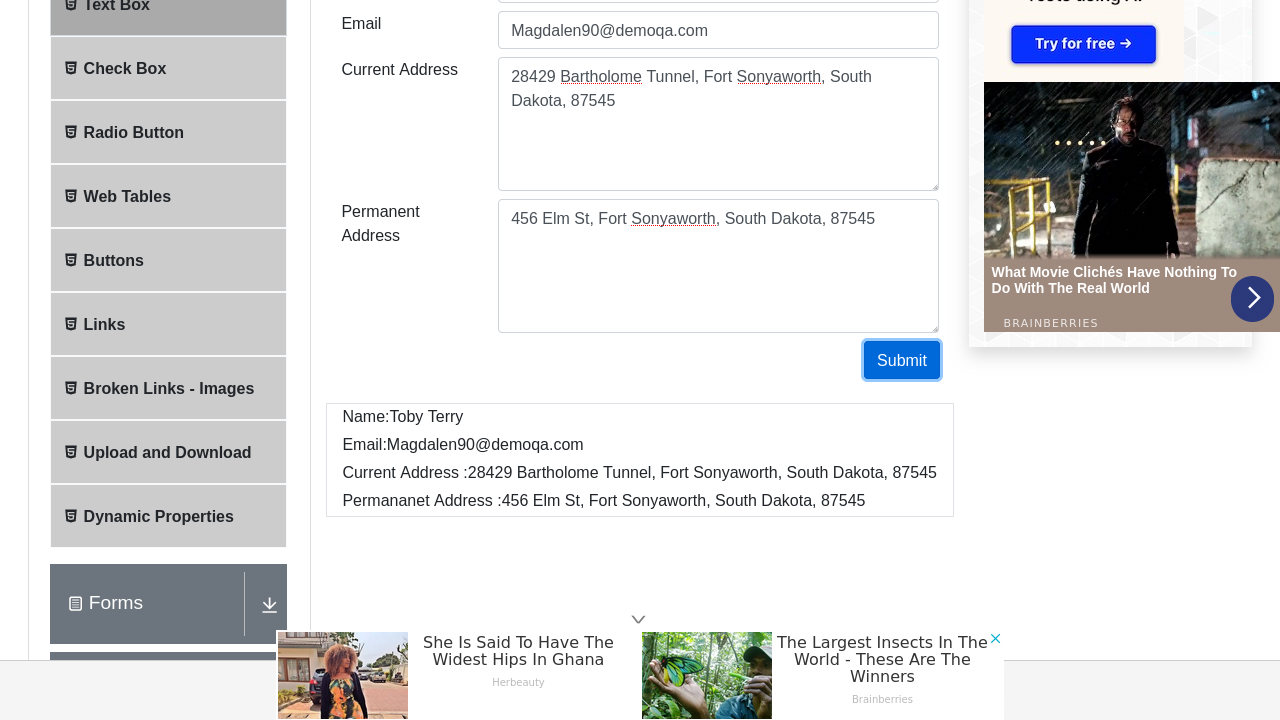 Text Box
Check Box
Radio Button
Web Tables
Buttons
Links
Broken Links - Images
Upload and Download
Dynamic Properties
Forms
Email
Magdalen90@demoqa.com
Current Address
28429 Bartholome Tunnel, Fort Sonyaworth, South
Dakota, 87545
Permanent
Address
456 Elm St, Fort Sonyaworth, South Dakota, 87545
Submit
Name:Toby Terry
Email:Magdalen90@demoqa.com
Current Address :28429 Bartholome Tunnel, Fort Sonyaworth, South Dakota, 87545
Permananet Address :456 Elm St, Fort Sonyaworth, South Dakota, 87545
Try for free →
What Movie Clichés Have Nothing To
Do With The Real World
BRAINBERRIES
She Is Said To Have The
Widest Hips In Ghana
Herbeauty
The Largest Insects In The
World - These Are The
Winners
Brainberries